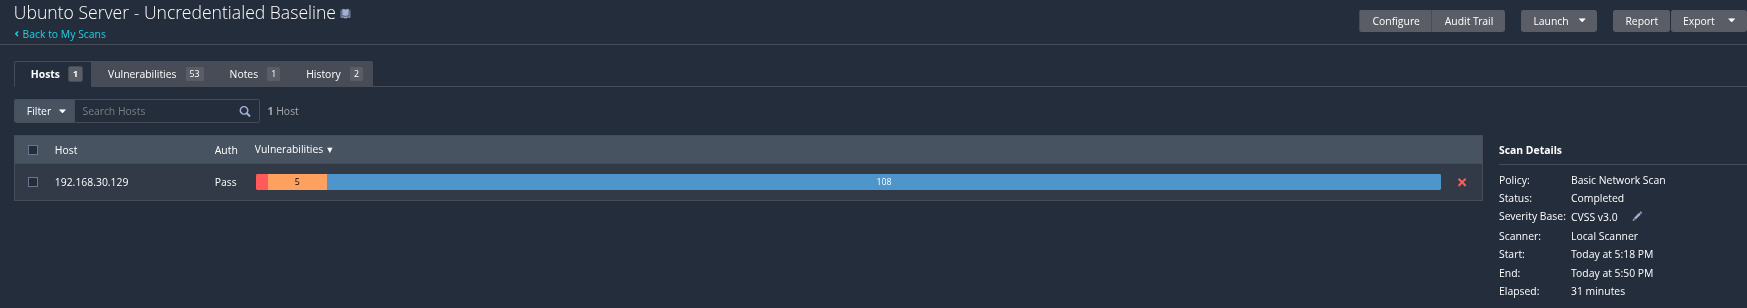 Ubunto Server - Uncredentialed Baseline
Back to My Scans
Configure Audit Trail Launch Report Export
Hosts 1 Vulnerabilities 53 Notes 1 History 2
Filter Search Hosts 1 Host
Host Auth Vulnerabilities
192.168.30.129 Pass 5 108
Scan Details
Policy: Basic Network Scan
Status: Completed
Severity Base: CVSS v3.0
Scanner: Local Scanner
Start: Today at 5:18 PM
End: Today at 5:50 PM
Elapsed: 31 minutes